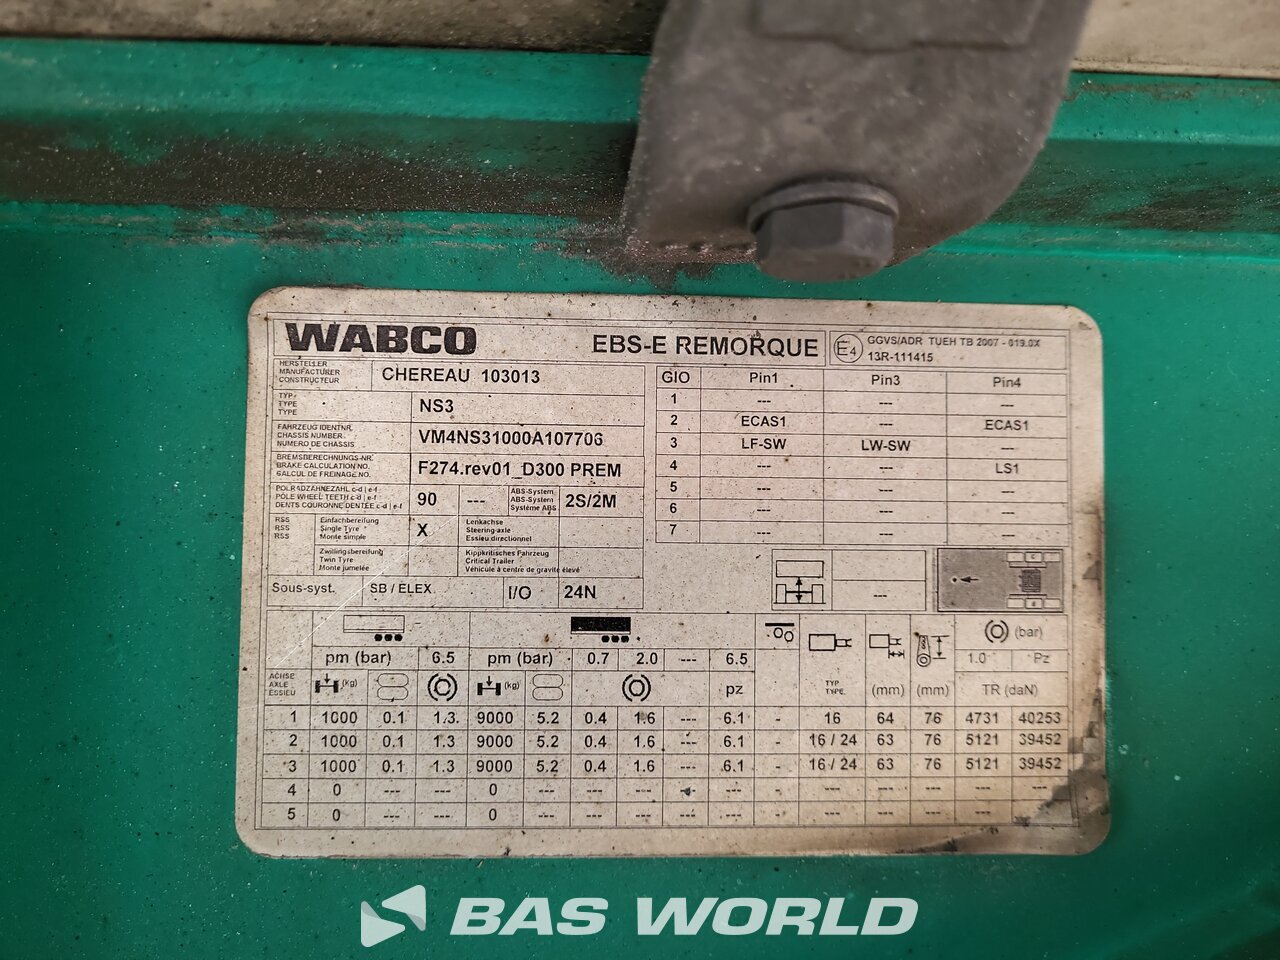 WABCO EBS-E REMORQUE E4 GGVS/ADR TUEH TB 2007 - 019.0X
13R-111415
HERSTELLER
MANUFACTURER
CONSTRUCTEUR
CHEREAU 103013
TYP
TYPE
TYPE
NS3
FAHRZEUG IDENTNR.
CHASSIS NUMBER
NUMERO DE CHASSIS
VM4NS31000A107706
BREMSBERECHNUNGS-NR.
BRAKE CALCULATION NO.
CALCUL DE FREINAGE NO.
F274.rev01_D300 PREM
POLRADZAHNEZAHL c-d | e-f
POLE WHEEL TEETH c-d | e-f
DENTS COURONNE DENTÉE c-d | e-f
90 ---
ABS-System
ABS-System
Système ABS
2S/2M
RSS
RSS
RSS
Einfachbereifung
Single Tyre
Monte simple
X
Lenkachse
Steering-axle
Essieu directionnel
Zwillingsbereifung
Twin Tyre
Monte jumelée
Kippkritisches Fahrzeug
Critical Trailer
Véhicule à centre de gravité élevé
Sous-syst. SB / ELEX I/O 24N
GIO Pin1 Pin3 Pin4
1 --- --- ---
2 ECAS1 --- ECAS1
3 LF-SW LW-SW ---
4 --- --- LS1
5 --- --- ---
6 --- --- ---
7 --- --- ---
---
pm (bar) 6.5 pm (bar) 0.7 2.0 --- 6.5 (bar)
1.0 Pz
ACHSE
AXLE
ESSIEU
(kg) (kg) pz
TYP
TYPE.
(mm) (mm) TR (daN)
1 1000 0.1 1.3 9000 5.2 0.4 1.6 --- 6.1 - 16 64 76 4731 40253
2 1000 0.1 1.3 9000 5.2 0.4 1.6 --- 6.1 - 16 / 24 63 76 5121 39452
3 1000 0.1 1.3 9000 5.2 0.4 1.6 --- 6.1 - 16 / 24 63 76 5121 39452
4 0 --- --- 0 --- --- --- --- --- - --- --- --- --- ---
5 0 --- --- 0 --- --- --- --- --- - --- --- --- --- ---
BAS WORLD